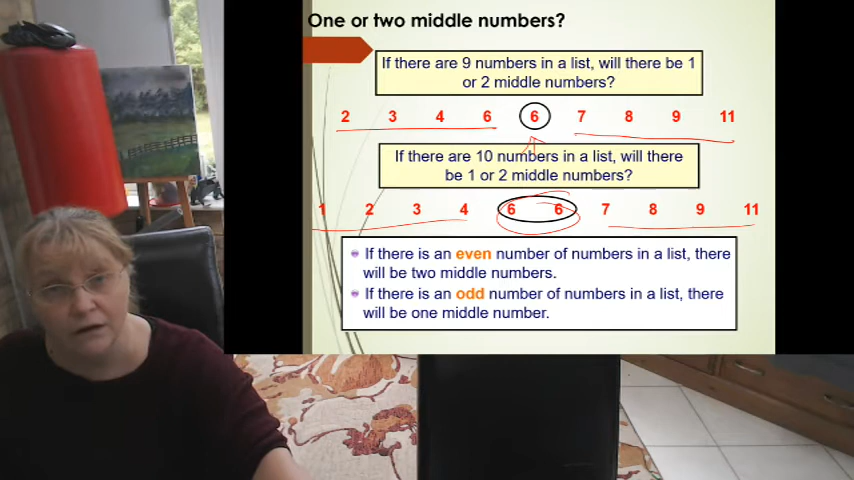 One or two middle numbers?
If there are 9 numbers in a list, will there be 1
or 2 middle numbers?
2 3 4 6 6 7 8 9 11
If there are 10 numbers in a list, will there
be 1 or 2 middle numbers?
1 2 3 4 6 6 7 8 9 11
If there is an even number of numbers in a list, there
will be two middle numbers.
If there is an odd number of numbers in a list, there
will be one middle number.